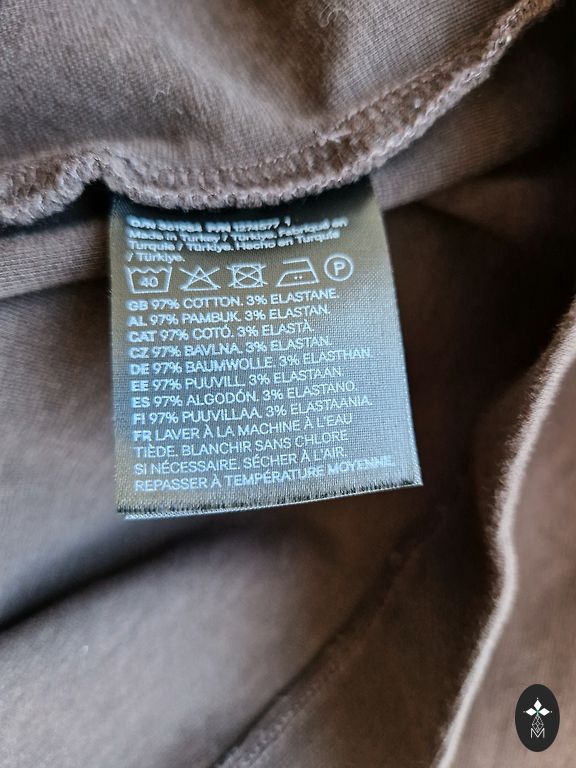 Made in Turkey / Türkiye. Fabriqué en
Turquie / Türkiye. Hecho en Turquía
/ Türkiye.
40 P
GB 97% COTTON. 3% ELASTANE.
AL 97% PAMBUK. 3% ELASTAN.
CAT 97% COTÓ. 3% ELASTÀ.
CZ 97% BAVLNA. 3% ELASTAN.
DE 97% BAUMWOLLE. 3% ELASTHAN.
EE 97% PUUVILL. 3% ELASTAAN.
ES 97% ALGODÓN. 3% ELASTANO.
FI 97% PUUVILLAA. 3% ELASTAANIA.
FR LAVER À LA MACHINE À L'EAU
TIÈDE. BLANCHIR SANS CHLORE
SI NÉCESSAIRE. SÉCHER À L'AIR.
REPASSER À TEMPÉRATURE MOYENNE.
M